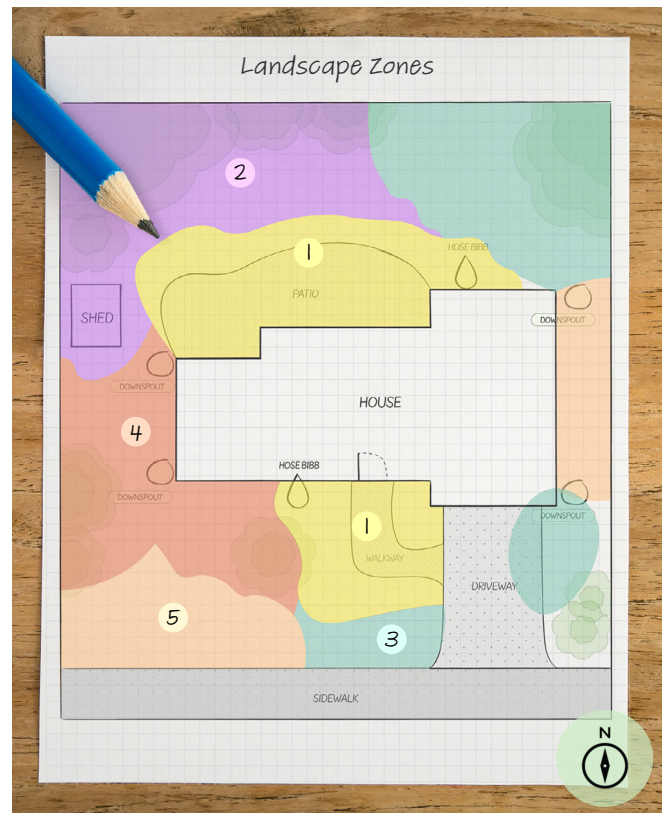 Landscape Zones
2
HOSE BIBB
1
PATIO
SHED
DOWNSPOUT
DOWNSPOUT
HOUSE
4
HOSE BIBB
DOWNSPOUT
DOWNSPOUT
1
WALKWAY
DRIVEWAY
5
3
SIDEWALK
N